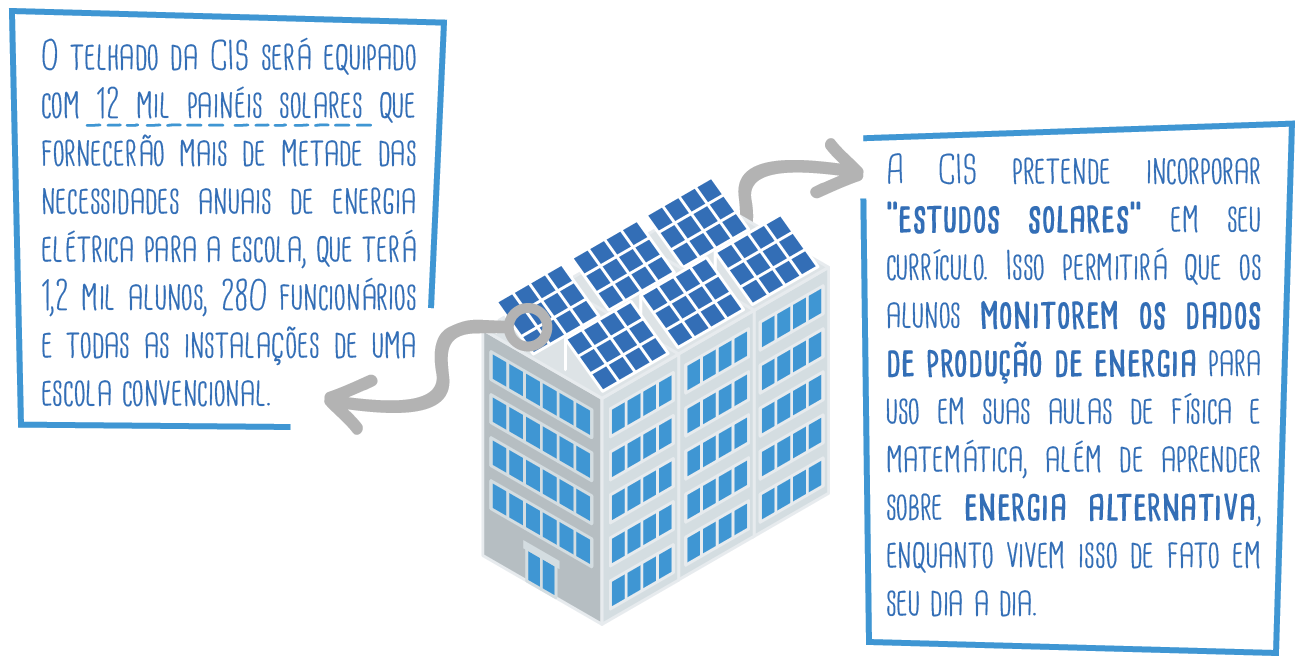 O TELHADO DA CIS SERÁ EQUIPADO
COM 12 MIL PAINÉIS SOLARES QUE
FORNECERÃO MAIS DE METADE DAS
NECESSIDADES ANUAIS DE ENERGIA
ELÉTRICA PARA A ESCOLA, QUE TERÁ
1,2 MIL ALUNOS, 280 FUNCIONÁRIOS
E TODAS AS INSTALAÇÕES DE UMA
ESCOLA CONVENCIONAL.
A CIS PRETENDE INCORPORAR
"ESTUDOS SOLARES" EM SEU
CURRÍCULO. ISSO PERMITIRÁ QUE OS
ALUNOS MONITOREM OS DADOS
DE PRODUÇÃO DE ENERGIA PARA
USO EM SUAS AULAS DE FÍSICA E
MATEMÁTICA, ALÉM DE APRENDER
SOBRE ENERGIA ALTERNATIVA,
ENQUANTO VIVEM ISSO DE FATO EM
SEU DIA A DIA.